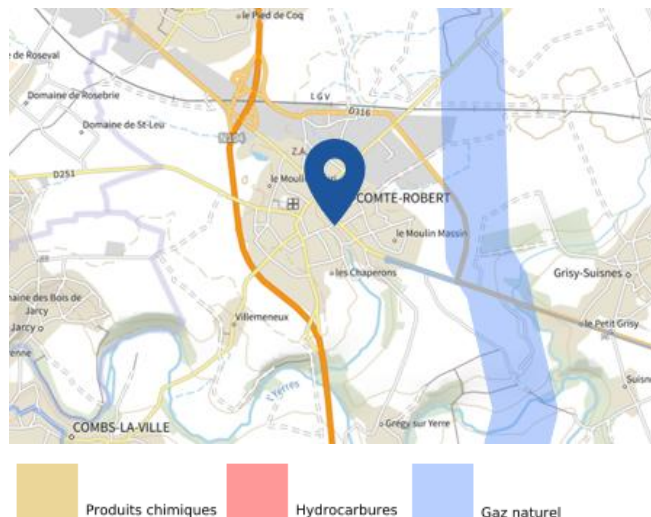 le Pied de Coq
de Roseval
Domaine de Rosebrie
LGV
D316
Domaine de St-Leu
N104
Z.A.
D251
le Mouli
COMTE-ROBERT
le Moulin Massin
les Chaperons
Grisy-Suisnes
aine des Bois de
Jarcy
Jarcy
Villemeneux
le Petit Grisy
Yerres
Suisn
COMBS-LA-VILLE
Grégy sur Yerre
Produits chimiques
Hydrocarbures
Gaz naturel